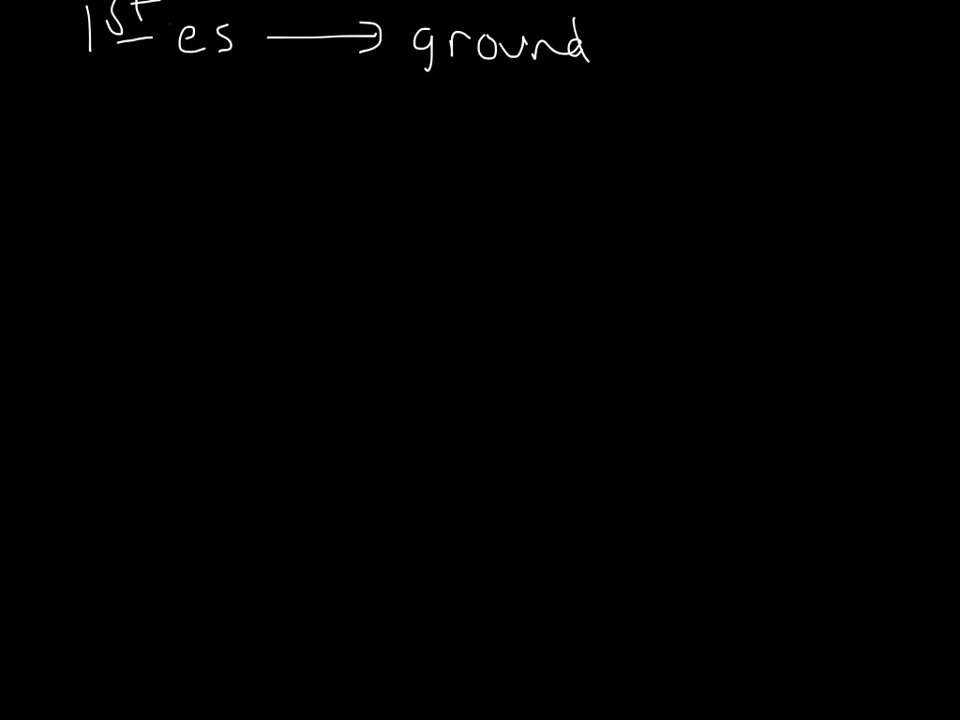 1st es → ground